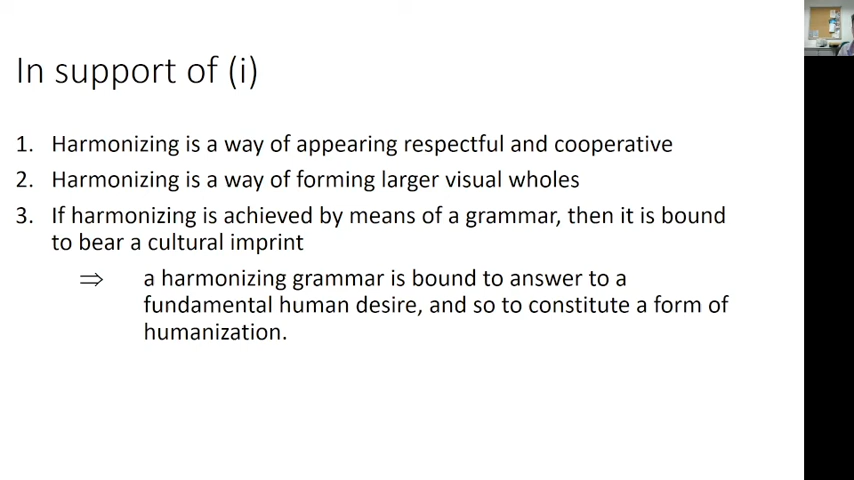 In support of (i)
1. Harmonizing is a way of appearing respectful and cooperative
2. Harmonizing is a way of forming larger visual wholes
3. If harmonizing is achieved by means of a grammar, then it is bound
to bear a cultural imprint
⇒ a harmonizing grammar is bound to answer to a
fundamental human desire, and so to constitute a form of
humanization.